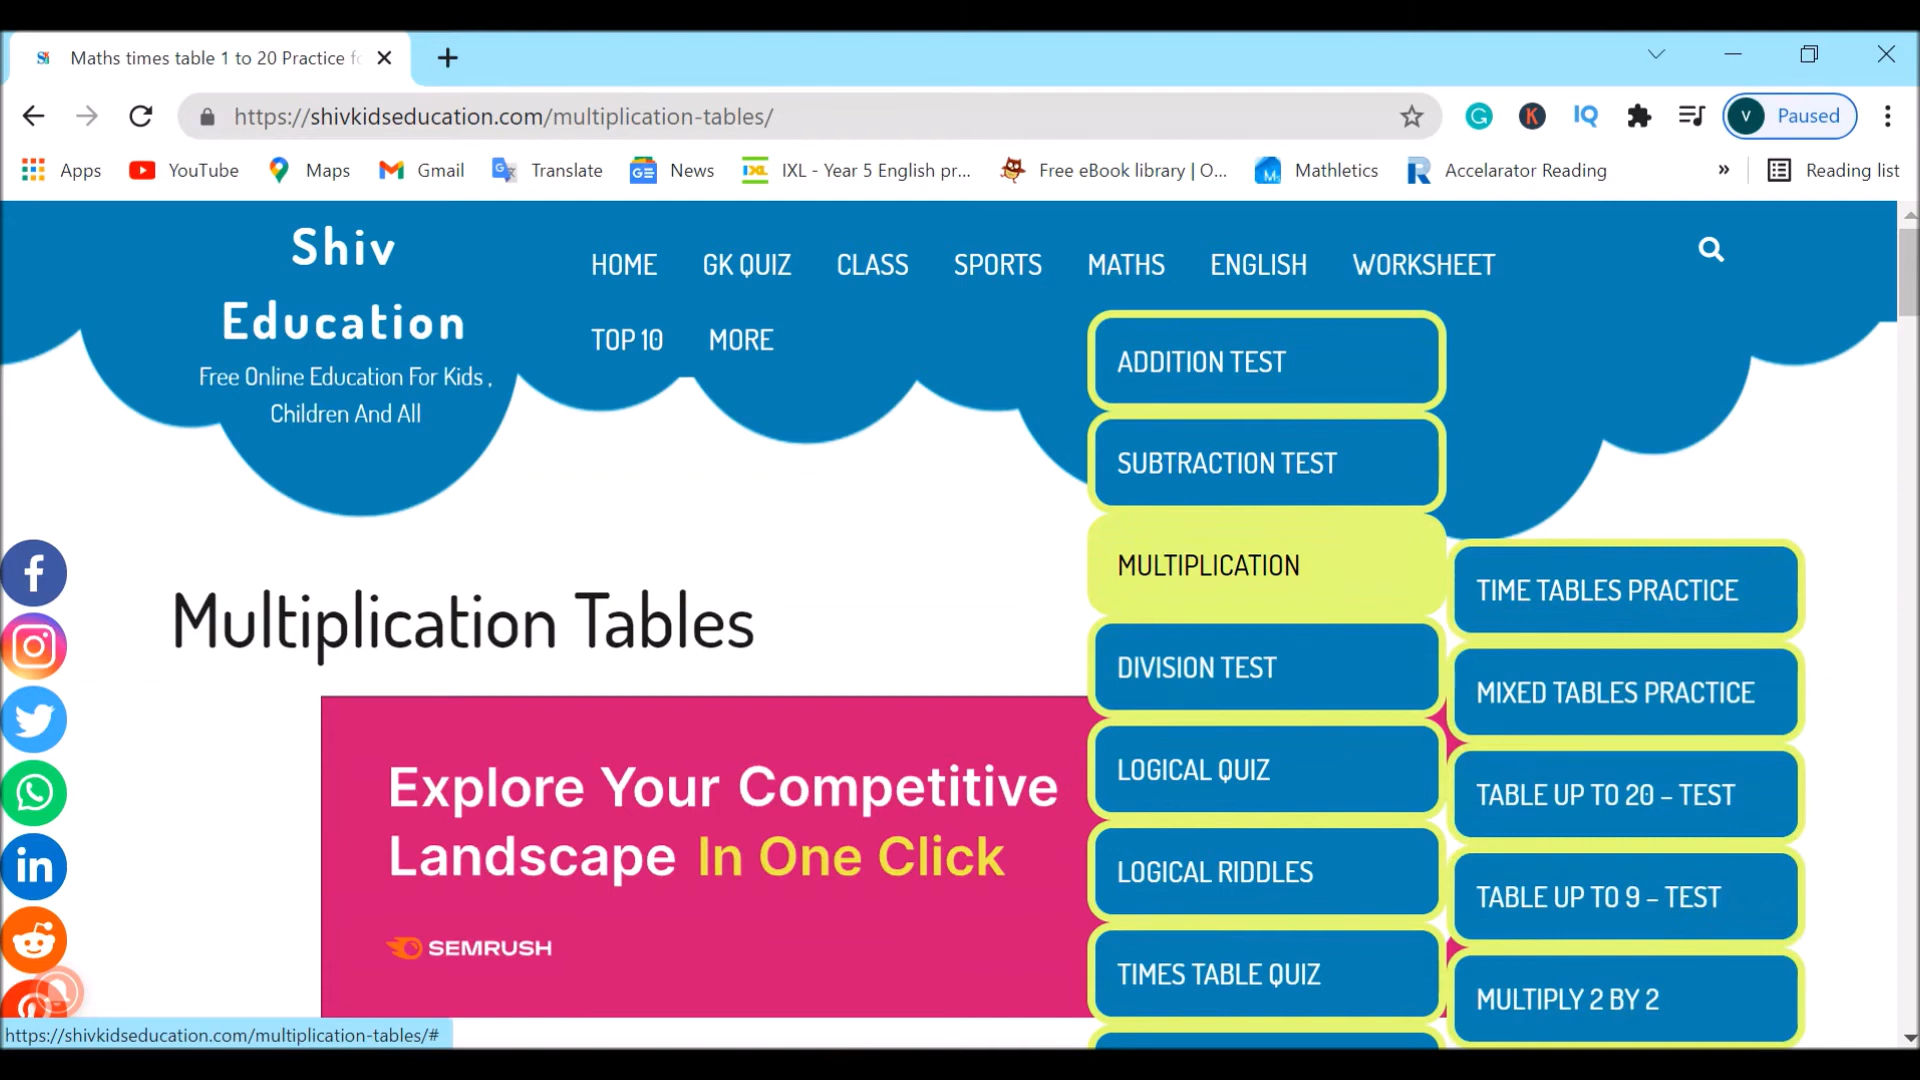 Maths times table 1 to 20 Practice fo
https://shivkidseducation.com/multiplication-tables/
V Paused
Apps YouTube Maps Gmail Translate News IXL - Year 5 English pr... Free eBook library | O... Mathletics Accelarator Reading » Reading list
Shiv
Education
Free Online Education For Kids ,
Children And All
HOME GK QUIZ CLASS SPORTS MATHS ENGLISH WORKSHEET
TOP 10 MORE
ADDITION TEST
SUBTRACTION TEST
MULTIPLICATION
DIVISION TEST
LOGICAL QUIZ
LOGICAL RIDDLES
TIMES TABLE QUIZ
TIME TABLES PRACTICE
MIXED TABLES PRACTICE
TABLE UP TO 20 – TEST
TABLE UP TO 9 – TEST
MULTIPLY 2 BY 2
Multiplication Tables
Explore Your Competitive
Landscape In One Click
SEMRUSH
https://shivkidseducation.com/multiplication-tables/#